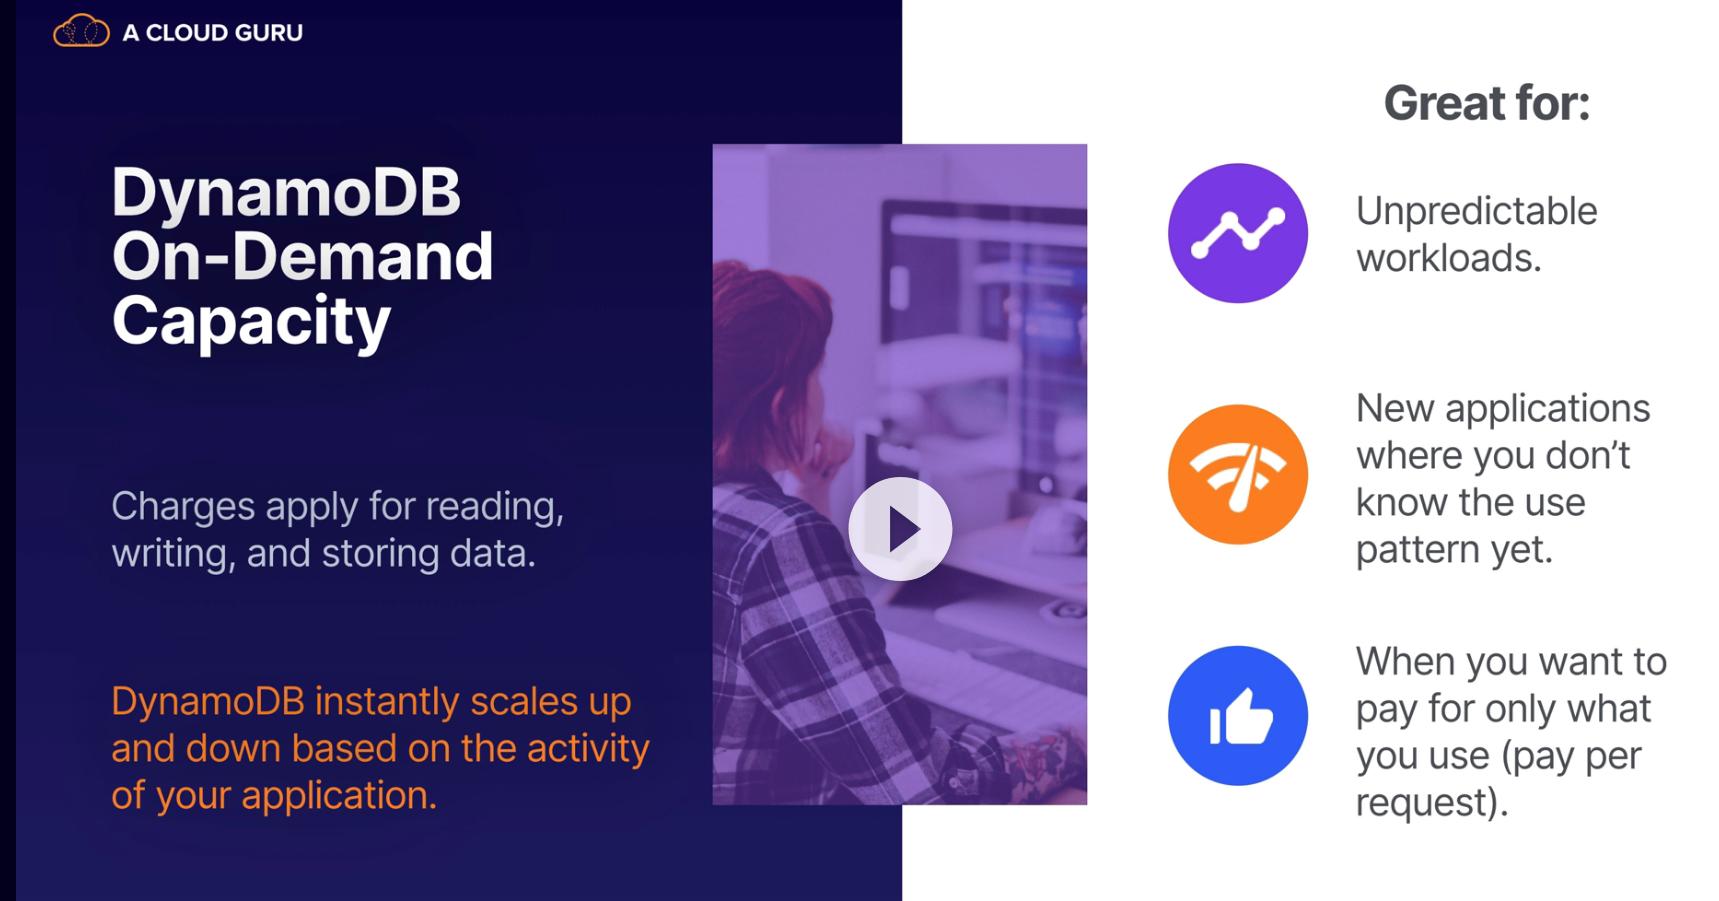 A CLOUD GURU
DynamoDB
On-Demand
Capacity
Charges apply for reading,
writing, and storing data.
DynamoDB instantly scales up
and down based on the activity
of your application.
Great for:
Unpredictable
workloads.
New applications
where you don’t
know the use
pattern yet.
When you want to
pay for only what
you use (pay per
request).